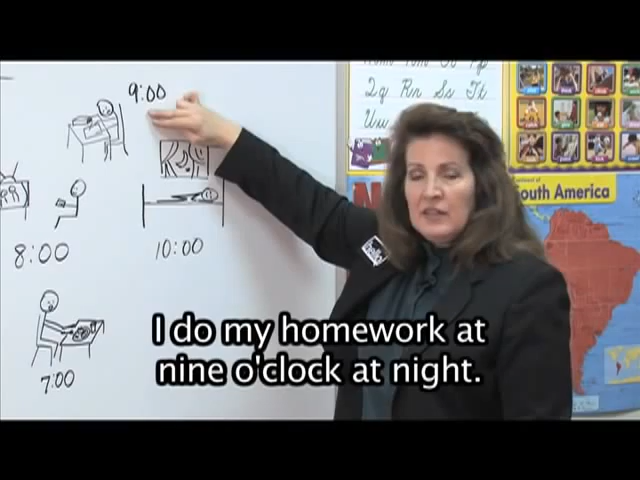 9:00
8:00
10:00
7:00
Qq Rr Ss Tt
Uu
South America
hello
I do my homework at
nine o'clock at night.